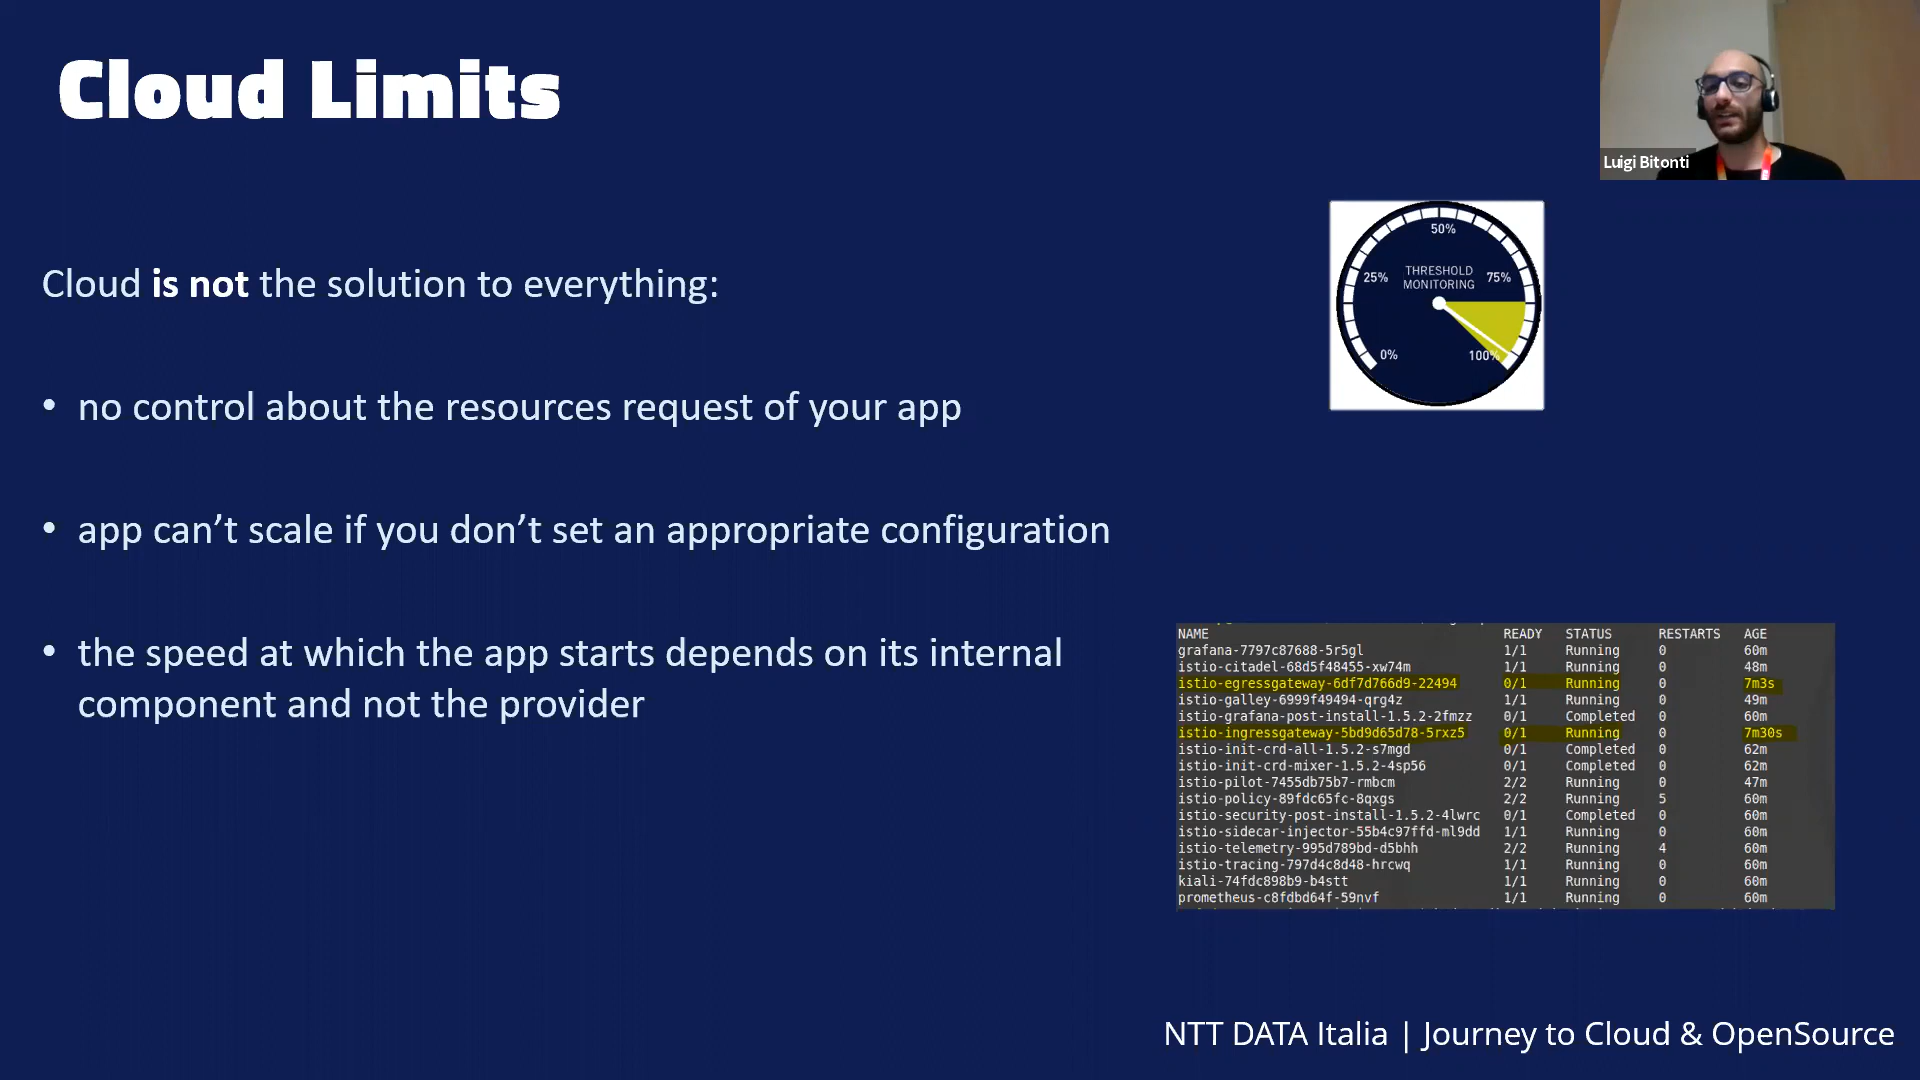 Cloud Limits
Luigi Bitonti
Cloud is not the solution to everything:
50%
25%
THRESHOLD
MONITORING
75%
0%
100%
• no control about the resources request of your app
• app can’t scale if you don’t set an appropriate configuration
• the speed at which the app starts depends on its internal
component and not the provider
NAME READY STATUS RESTARTS AGE
grafana-7797c87688-5r5gl 1/1 Running 0 60m
istio-citadel-68d5f48455-xw74m 1/1 Running 0 48m
istio-egressgateway-6df7d766d9-22494 0/1 Running 0 7m3s
istio-galley-6999f49494-qrg4z 1/1 Running 0 49m
istio-grafana-post-install-1.5.2-2fmzz 0/1 Completed 0 60m
istio-ingressgateway-5bd9d65d78-5rxz5 0/1 Running 0 7m30s
istio-init-crd-all-1.5.2-s7mgd 0/1 Completed 0 62m
istio-init-crd-mixer-1.5.2-4sp56 0/1 Completed 0 62m
istio-pilot-7455db75b7-rmbcm 2/2 Running 0 47m
istio-policy-89fdc65fc-8qxgs 2/2 Running 5 60m
istio-security-post-install-1.5.2-4lwrc 0/1 Completed 0 60m
istio-sidecar-injector-55b4c97ffd-ml9dd 1/1 Running 0 60m
istio-telemetry-995d789bd-d5bhh 2/2 Running 4 60m
istio-tracing-797d4c8d48-hrcwq 1/1 Running 0 60m
kiali-74fdc898b9-b4stt 1/1 Running 0 60m
prometheus-c8fdbd64f-59nvf 1/1 Running 0 60m
NTT DATA Italia | Journey to Cloud & OpenSource